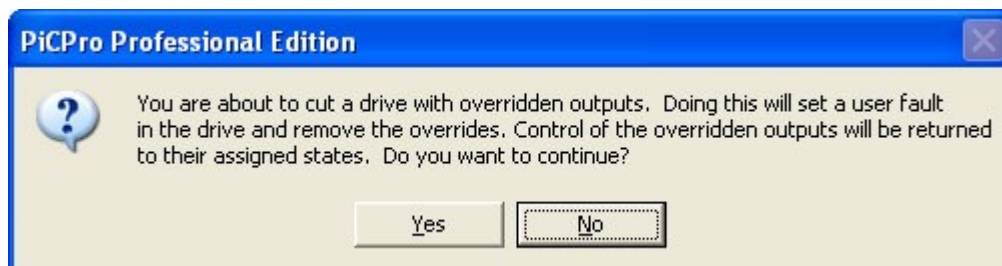 PiCPro Professional Edition
You are about to cut a drive with overridden outputs. Doing this will set a user fault
in the drive and remove the overrides. Control of the overridden outputs will be returned
to their assigned states. Do you want to continue?
Yes
No